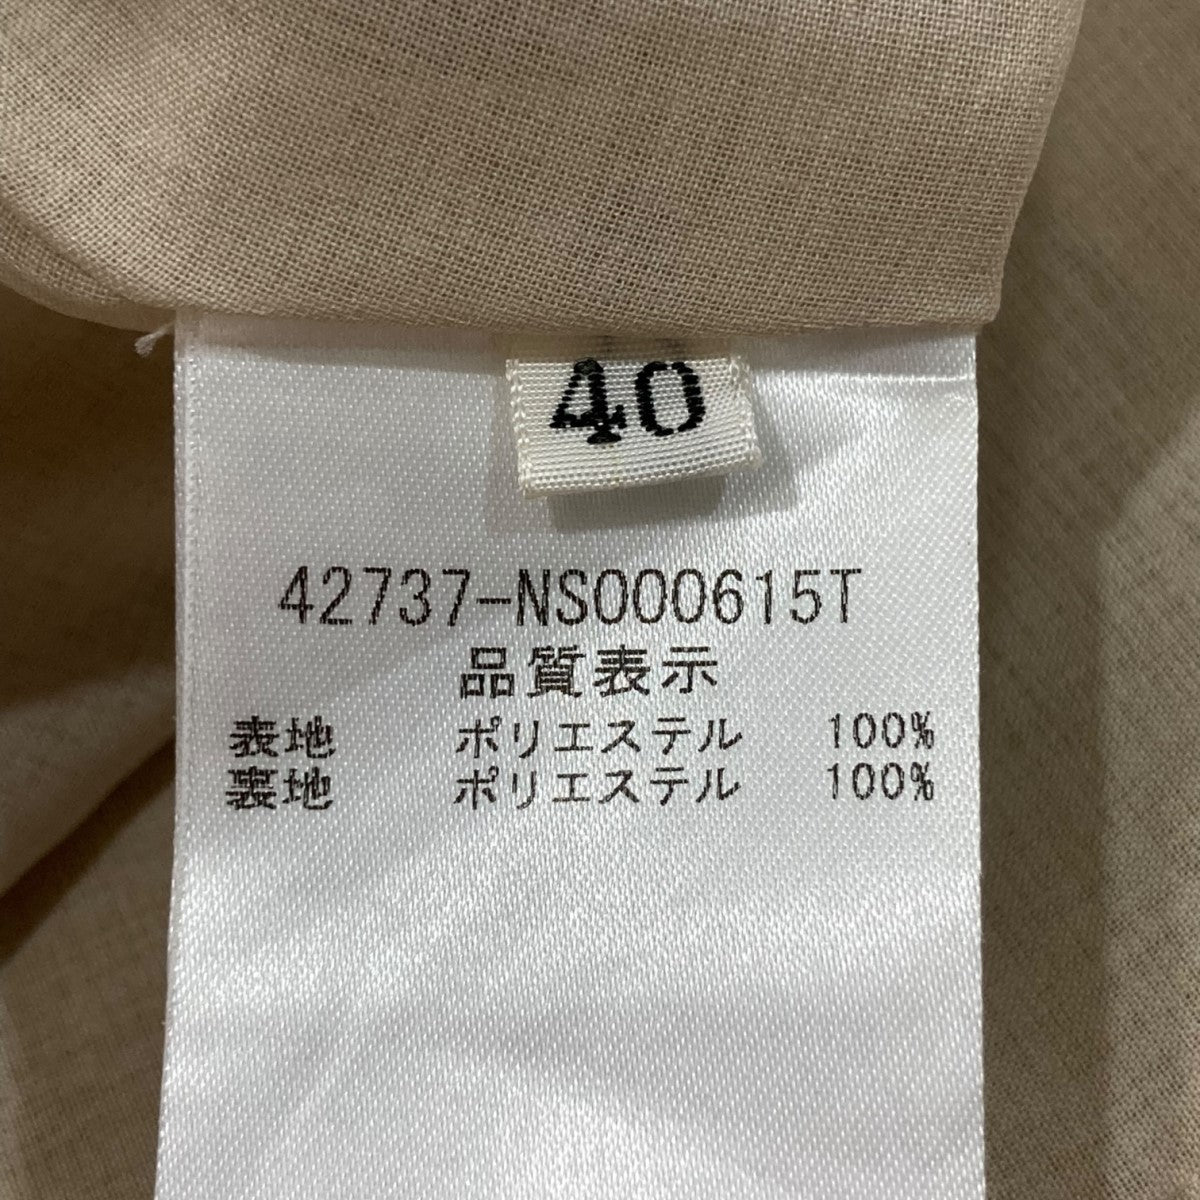 40
42737-NS000615T
品質表示
表地 ポリエステル 100%
裏地 ポリエステル 100%